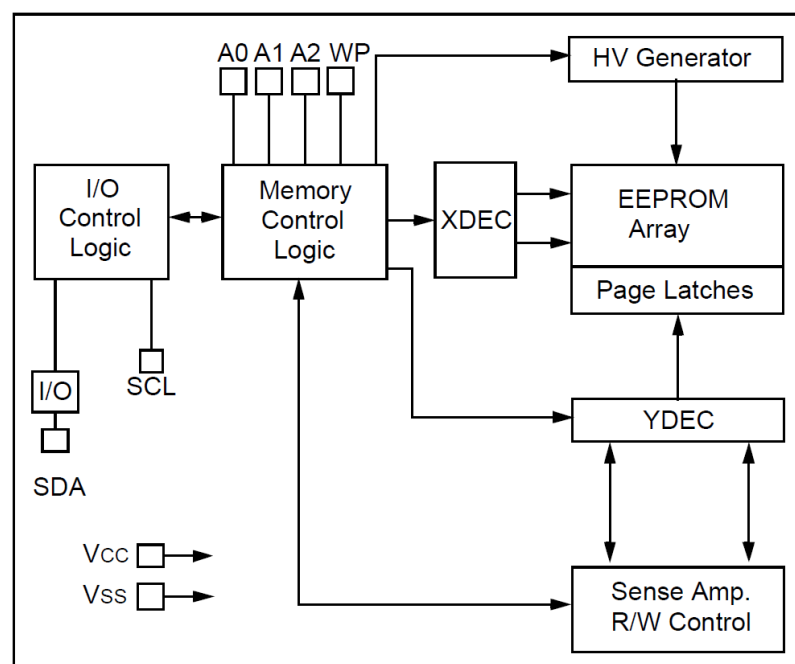 A0 A1 A2 WP
HV Generator
I/O
Control
Logic
Memory
Control
Logic
XDEC
EEPROM
Array
Page Latches
I/O
SCL
SDA
YDEC
VCC
VSS
Sense Amp.
R/W Control